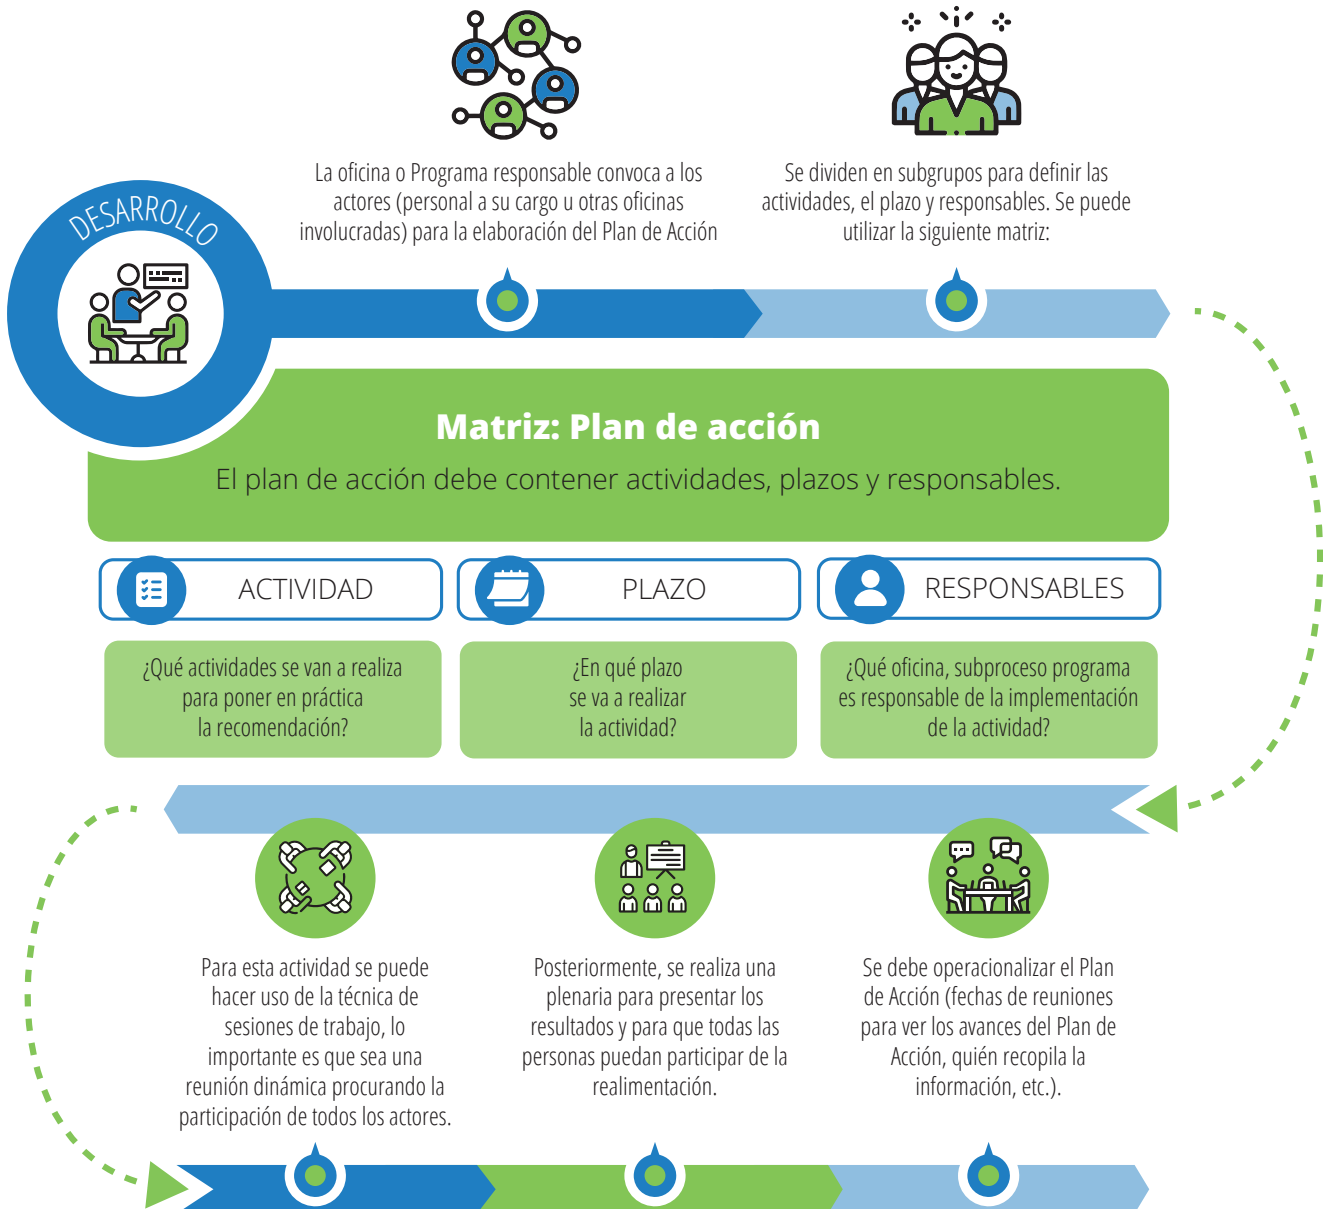 La oficina o Programa responsable convoca a los
actores (personal a su cargo u otras oficinas
involucradas) para la elaboración del Plan de Acción
Se dividen en subgrupos para definir las
actividades, el plazo y responsables. Se puede
utilizar la siguiente matriz:
DESARROLLO
Matriz: Plan de acción
El plan de acción debe contener actividades, plazos y responsables.
ACTIVIDAD
PLAZO
RESPONSABLES
¿Qué actividades se van a realiza
para poner en práctica
la recomendación?
¿En qué plazo
se va a realizar
la actividad?
¿Qué oficina, subproceso programa
es responsable de la implementación
de la actividad?
Para esta actividad se puede
hacer uso de la técnica de
sesiones de trabajo, lo
importante es que sea una
reunión dinámica procurando la
participación de todos los actores.
Posteriormente, se realiza una
plenaria para presentar los
resultados y para que todas las
personas puedan participar de la
realimentación.
Se debe operacionalizar el Plan
de Acción (fechas de reuniones
para ver los avances del Plan de
Acción, quién recopila la
información, etc.).